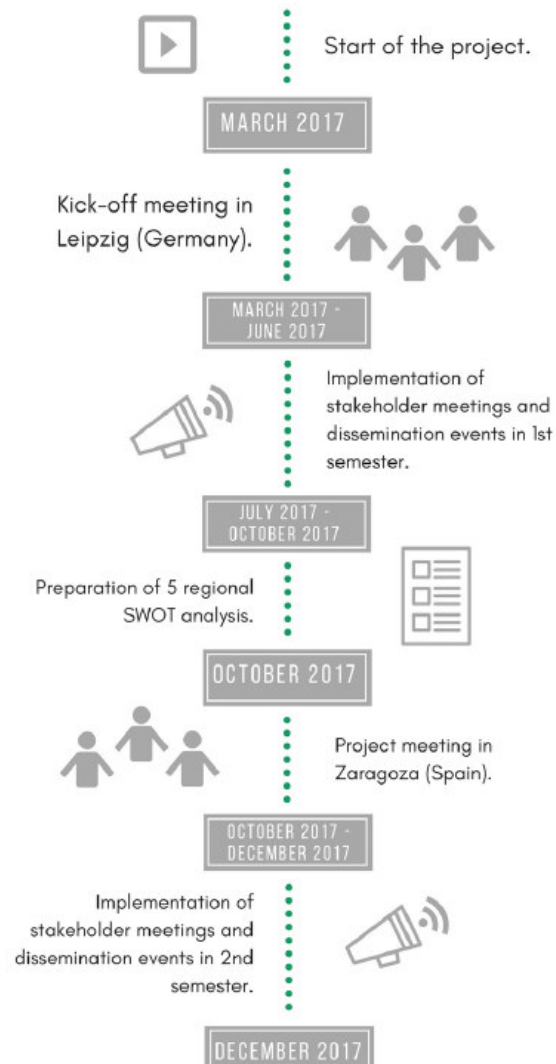 Start of the project.
MARCH 2017
Kick-off meeting in
Leipzig (Germany).
MARCH 2017 -
JUNE 2017
Implementation of
stakeholder meetings and
dissemination events in 1st
semester.
JULY 2017 -
OCTOBER 2017
Preparation of 5 regional
SWOT analysis.
OCTOBER 2017
Project meeting in
Zaragoza (Spain).
OCTOBER 2017 -
DECEMBER 2017
Implementation of
stakeholder meetings and
dissemination events in 2nd
semester.
DECEMBER 2017